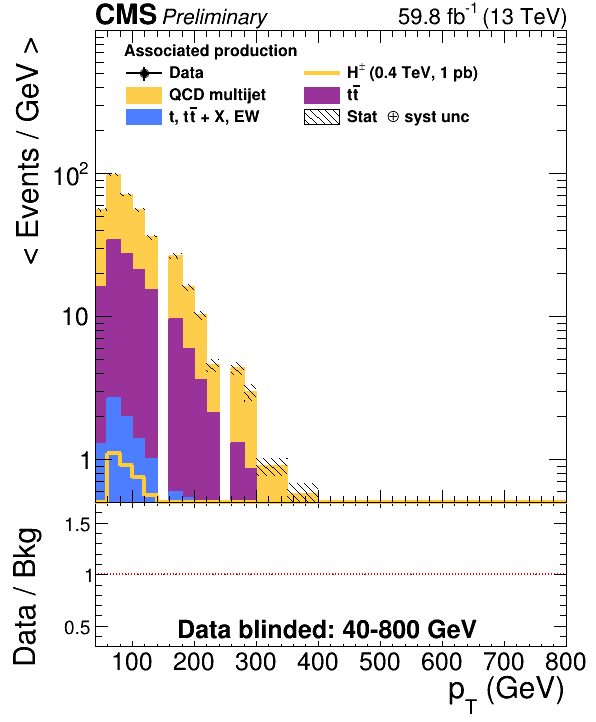 CMS Preliminary 59.8 fb⁻¹ (13 TeV)
< Events / GeV >
Associated production
Data
H± (0.4 TeV, 1 pb)
QCD multijet
tt̄
t, tt̄ + X, EW
Stat ⊕ syst unc
10²
10
1
Data / Bkg
1.5
1
0.5
Data blinded: 40-800 GeV
100 200 300 400 500 600 700 800
p_T (GeV)